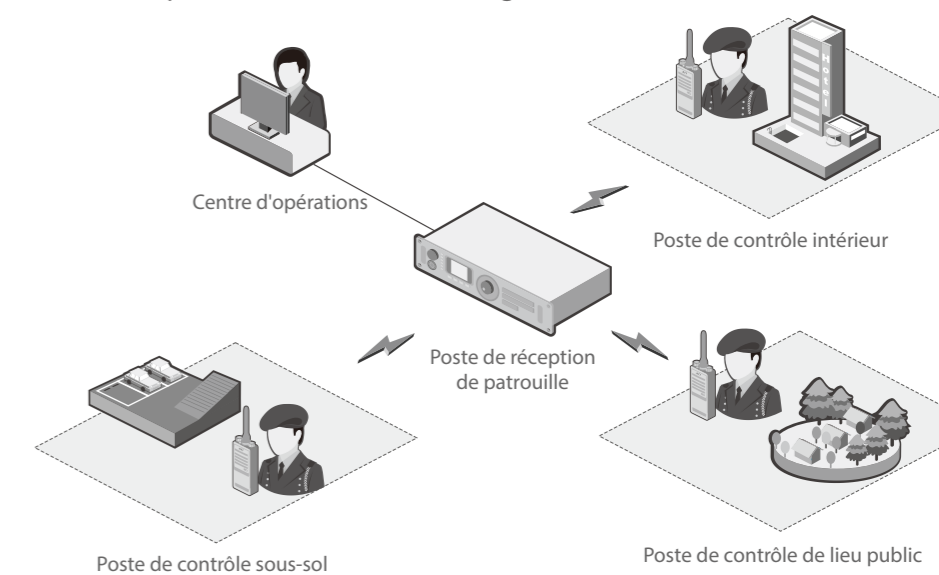 Centre d'opérations
Hotel
Poste de contrôle intérieur
Poste de réception
de patrouille
Poste de contrôle sous-sol
Poste de contrôle de lieu public